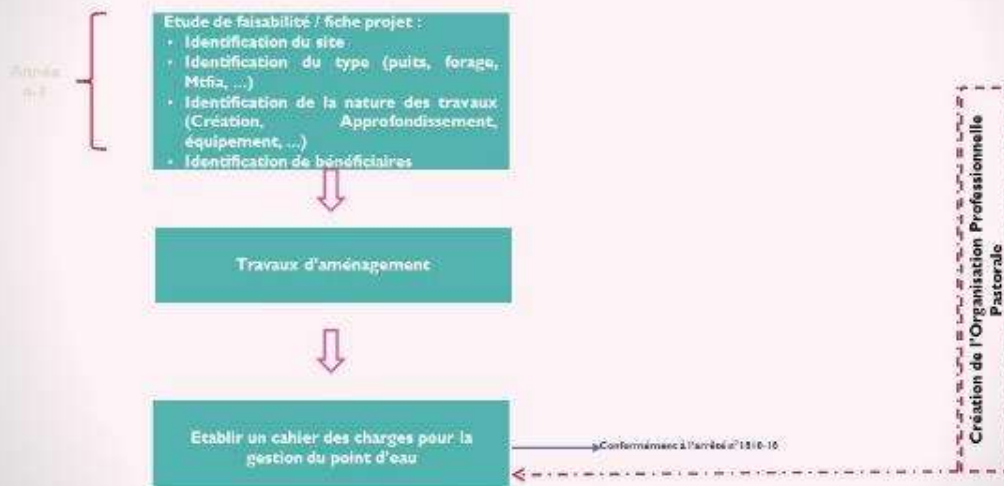 Année
n-1
Etude de faisabilité / fiche projet :
• Identification du site
• Identification du type (puits, forage,
Mtfia, ...)
• Identification de la nature des travaux
(Création, Approfondissement,
équipement, ...)
• Identification de bénéficiaires
Travaux d'aménagement
Etablir un cahier des charges pour la
gestion du point d'eau
Conformément à l'arrêté n°
Création de l'Organisation Professionnelle
Pastorale